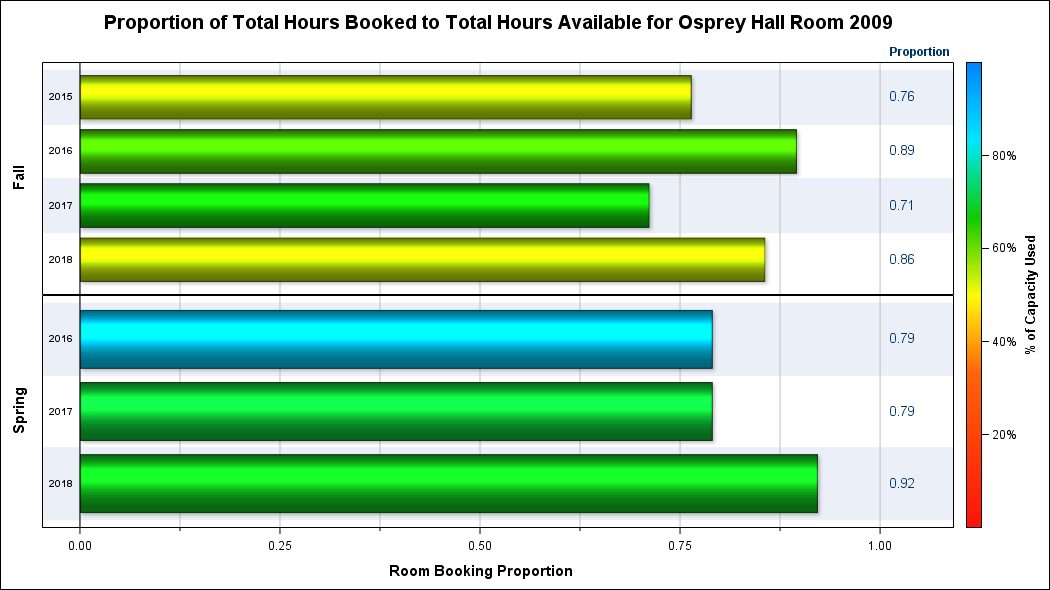 Proportion of Total Hours Booked to Total Hours Available for Osprey Hall Room 2009
Proportion
Fall
2015 0.76
2016 0.89
2017 0.71
2018 0.86
Spring
2016 0.79
2017 0.79
2018 0.92
0.00 0.25 0.50 0.75 1.00
Room Booking Proportion
80%
60%
40%
20%
% of Capacity Used